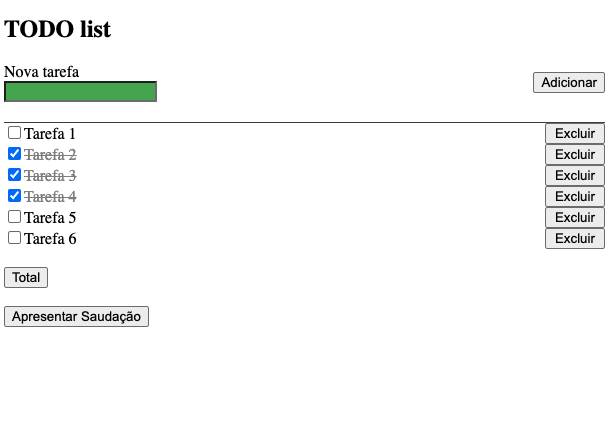 TODO list
Nova tarefa
Adicionar
Tarefa 1 Excluir
Tarefa 2 Excluir
Tarefa 3 Excluir
Tarefa 4 Excluir
Tarefa 5 Excluir
Tarefa 6 Excluir
Total
Apresentar Saudação